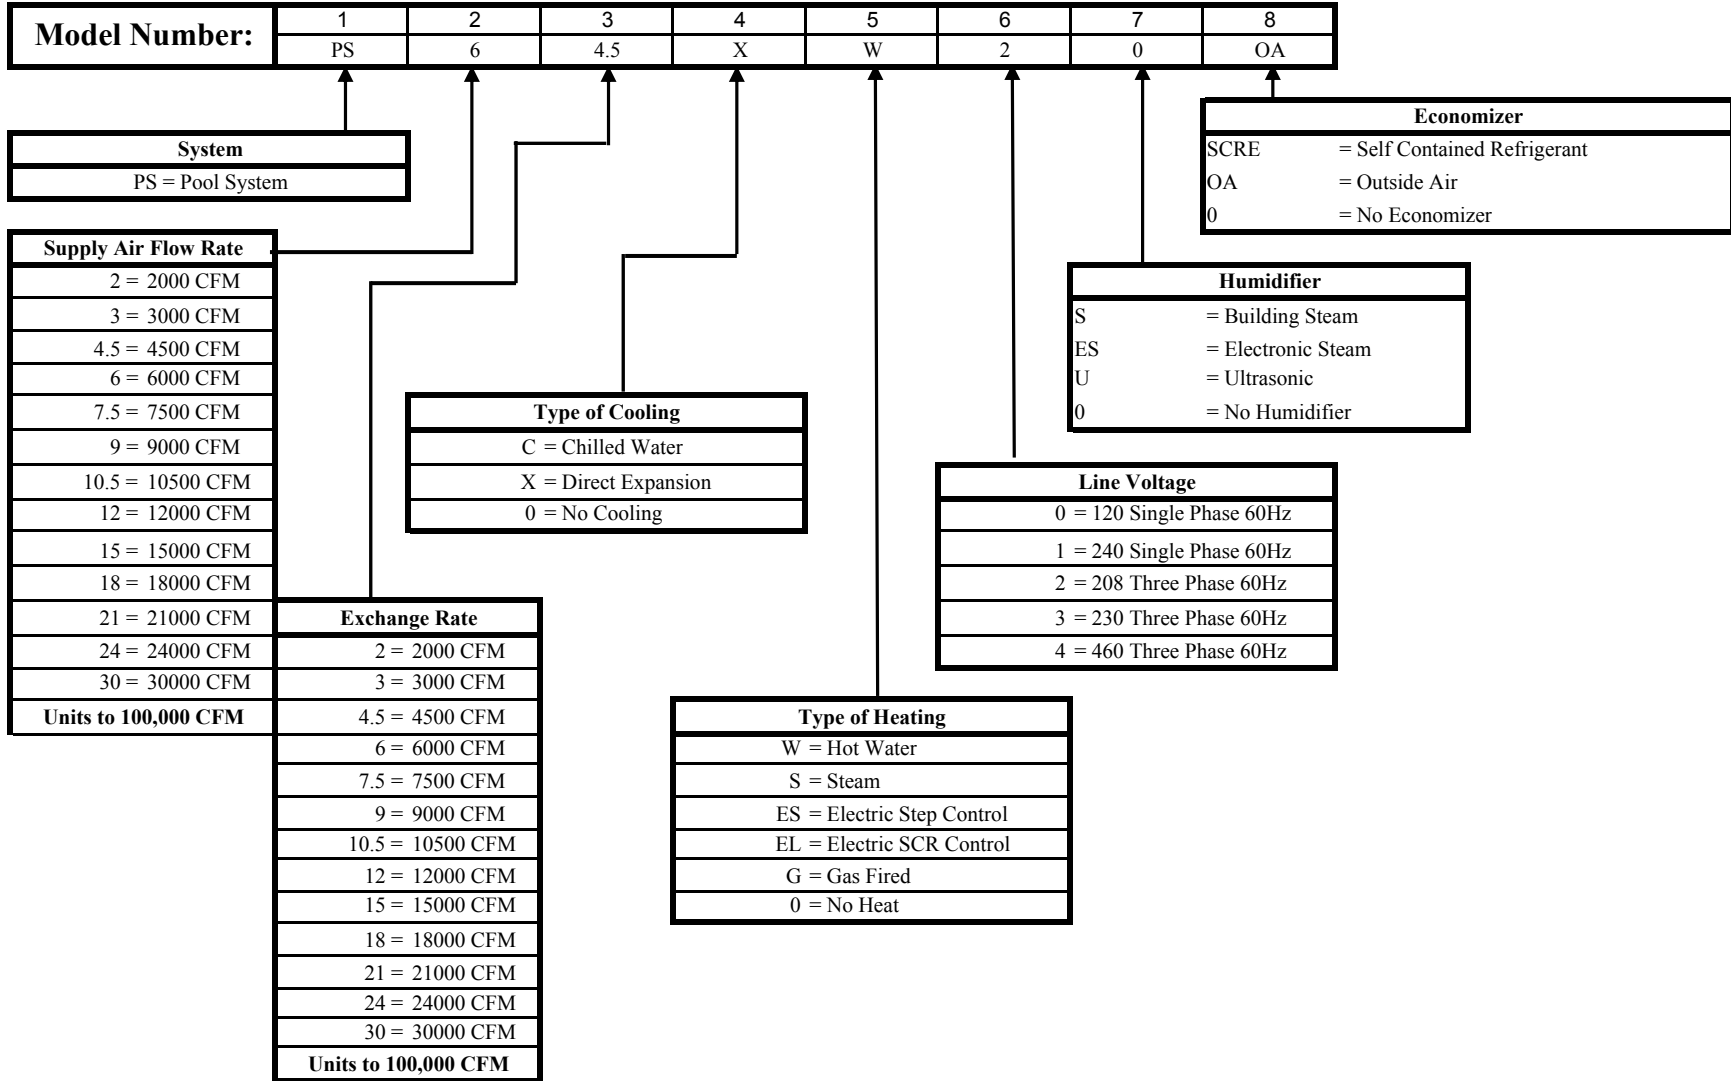 Model Number:
1 2 3 4 5 6 7 8
PS 6 4.5 X W 2 0 OA
System
PS = Pool System
Supply Air Flow Rate
2 = 2000 CFM
3 = 3000 CFM
4.5 = 4500 CFM
6 = 6000 CFM
7.5 = 7500 CFM
9 = 9000 CFM
10.5 = 10500 CFM
12 = 12000 CFM
15 = 15000 CFM
18 = 18000 CFM
21 = 21000 CFM
24 = 24000 CFM
30 = 30000 CFM
Units to 100,000 CFM
Exchange Rate
2 = 2000 CFM
3 = 3000 CFM
4.5 = 4500 CFM
6 = 6000 CFM
7.5 = 7500 CFM
9 = 9000 CFM
10.5 = 10500 CFM
12 = 12000 CFM
15 = 15000 CFM
18 = 18000 CFM
21 = 21000 CFM
24 = 24000 CFM
30 = 30000 CFM
Units to 100,000 CFM
Type of Cooling
C = Chilled Water
X = Direct Expansion
0 = No Cooling
Type of Heating
W = Hot Water
S = Steam
ES = Electric Step Control
EL = Electric SCR Control
G = Gas Fired
0 = No Heat
Line Voltage
0 = 120 Single Phase 60Hz
1 = 240 Single Phase 60Hz
2 = 208 Three Phase 60Hz
3 = 230 Three Phase 60Hz
4 = 460 Three Phase 60Hz
Humidifier
S = Building Steam
ES = Electronic Steam
U = Ultrasonic
0 = No Humidifier
Economizer
SCRE = Self Contained Refrigerant
OA = Outside Air
0 = No Economizer